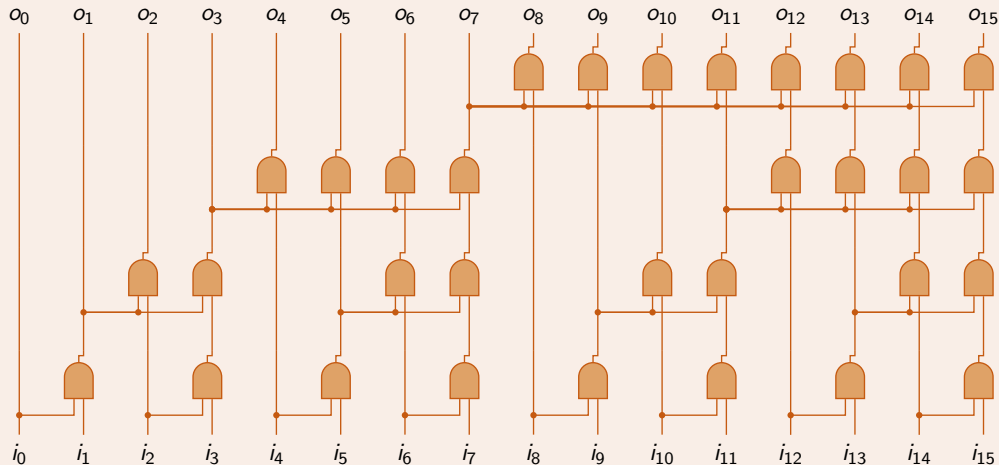 o₀ o₁ o₂ o₃ o₄ o₅ o₆ o₇ o₈ o₉ o₁₀ o₁₁ o₁₂ o₁₃ o₁₄ o₁₅
i₀ i₁ i₂ i₃ i₄ i₅ i₆ i₇ i₈ i₉ i₁₀ i₁₁ i₁₂ i₁₃ i₁₄ i₁₅